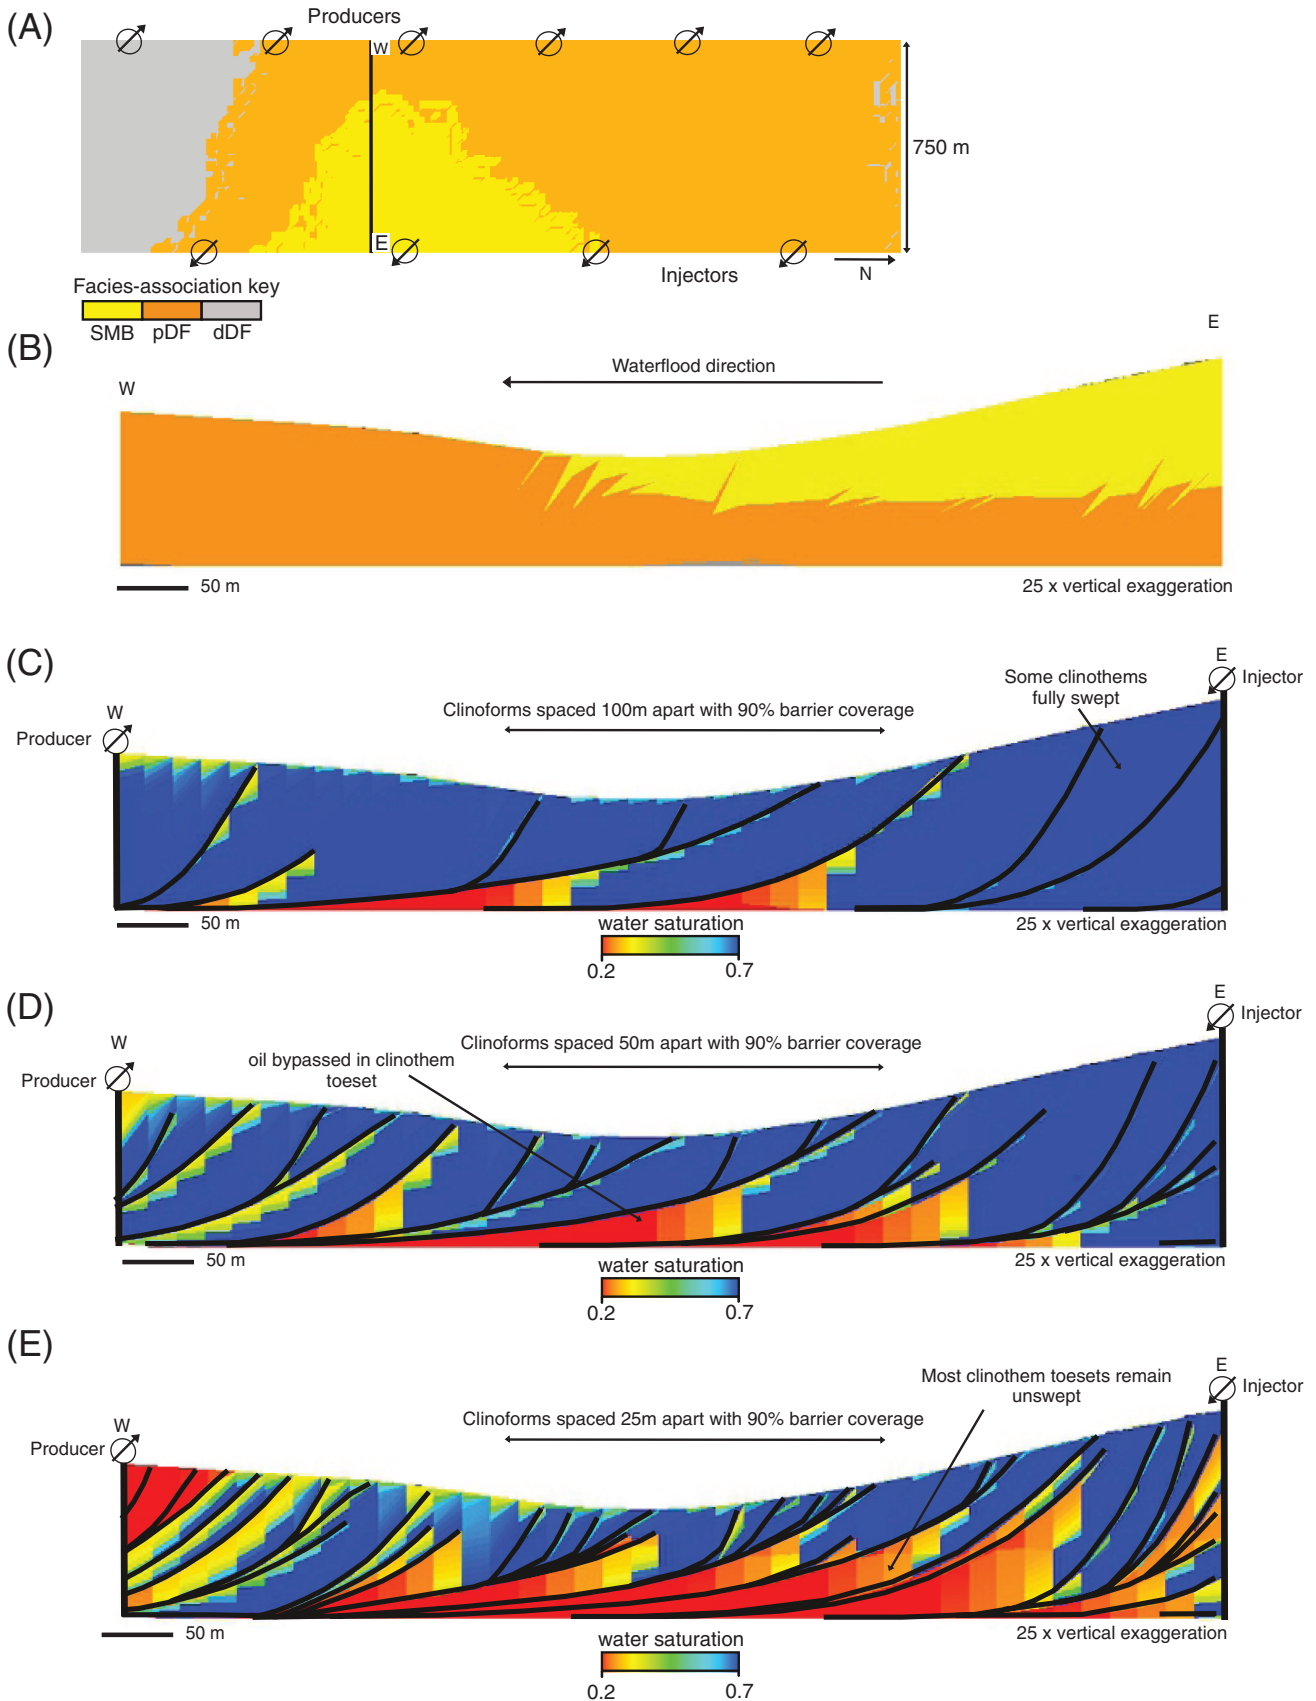 (A)
Producers
W
E
750 m
Injectors
N
Facies-association key
SMB pDF dDF
(B)
E
W
Waterflood direction
50 m
25 x vertical exaggeration
(C)
E
Injector
Some clinothems
fully swept
W
Producer
Clinoforms spaced 100m apart with 90% barrier coverage
50 m
25 x vertical exaggeration
water saturation
0.2 0.7
(D)
E
Injector
W
Producer
oil bypassed in clinothem
toeset
Clinoforms spaced 50m apart with 90% barrier coverage
50 m
25 x vertical exaggeration
water saturation
0.2 0.7
(E)
E
Injector
Most clinothem toesets remain
unswept
W
Producer
Clinoforms spaced 25m apart with 90% barrier coverage
50 m
25 x vertical exaggeration
water saturation
0.2 0.7